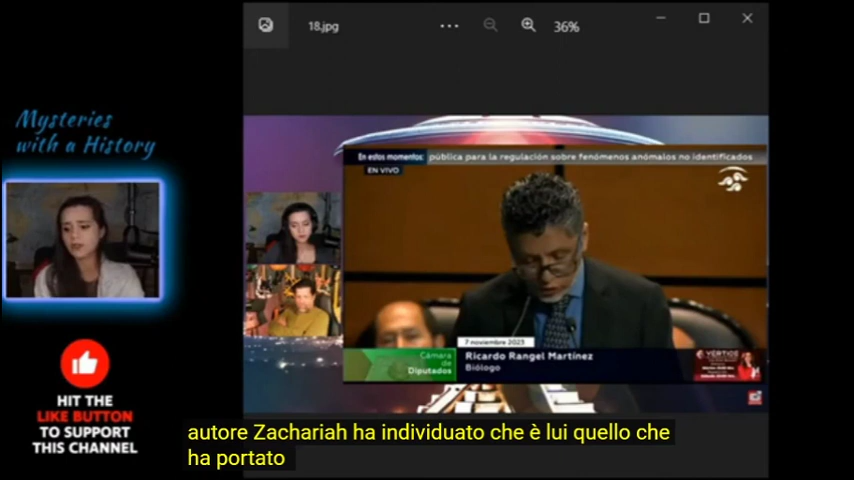 18.jpg
36%
Mysteries
with a History
En estos momentos: pública para la regulación sobre fenómenos anómalos no identificados
EN VIVO
7 noviembre 2023
Cámara
de
Diputados
Ricardo Rangel Martínez
Biólogo
VÉRTICE
HIT THE
LIKE BUTTON
TO SUPPORT
THIS CHANNEL
autore Zachariah ha individuato che è lui quello che
ha portato